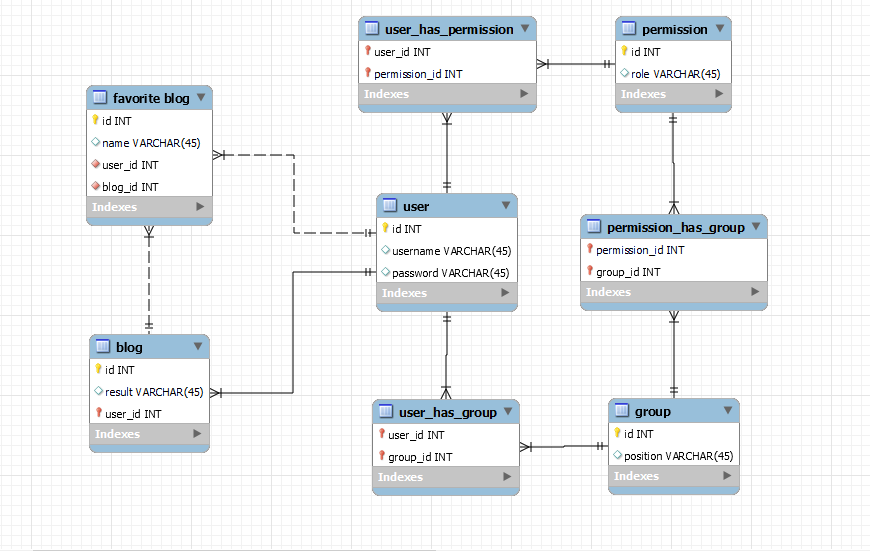 user_has_permission
user_id INT
permission_id INT
Indexes
permission
id INT
role VARCHAR(45)
Indexes
favorite blog
id INT
name VARCHAR(45)
user_id INT
blog_id INT
Indexes
user
id INT
username VARCHAR(45)
password VARCHAR(45)
Indexes
permission_has_group
permission_id INT
group_id INT
Indexes
blog
id INT
result VARCHAR(45)
user_id INT
Indexes
user_has_group
user_id INT
group_id INT
Indexes
group
id INT
position VARCHAR(45)
Indexes